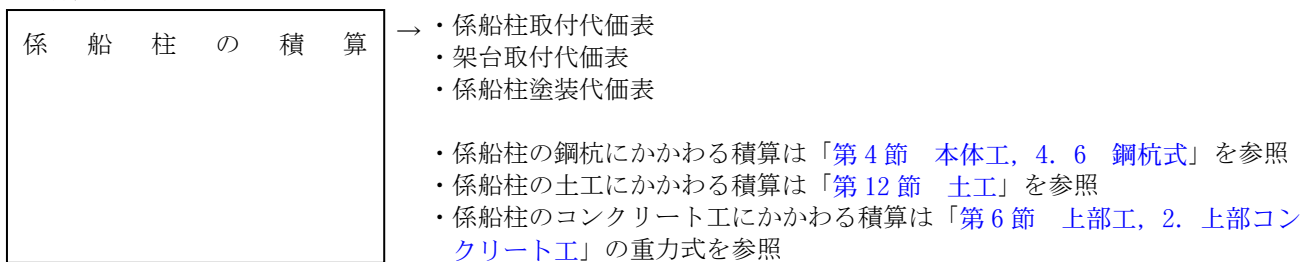 係船柱の積算
→ ・係船柱取付代価表
・架台取付代価表
・係船柱塗装代価表
・係船柱の鋼杭にかかわる積算は「第4節　本体工，4．6　鋼杭式」を参照
・係船柱の土工にかかわる積算は「第12節　土工」を参照
・係船柱のコンクリート工にかかわる積算は「第6節　上部工，2．上部コン
クリート工」の重力式を参照